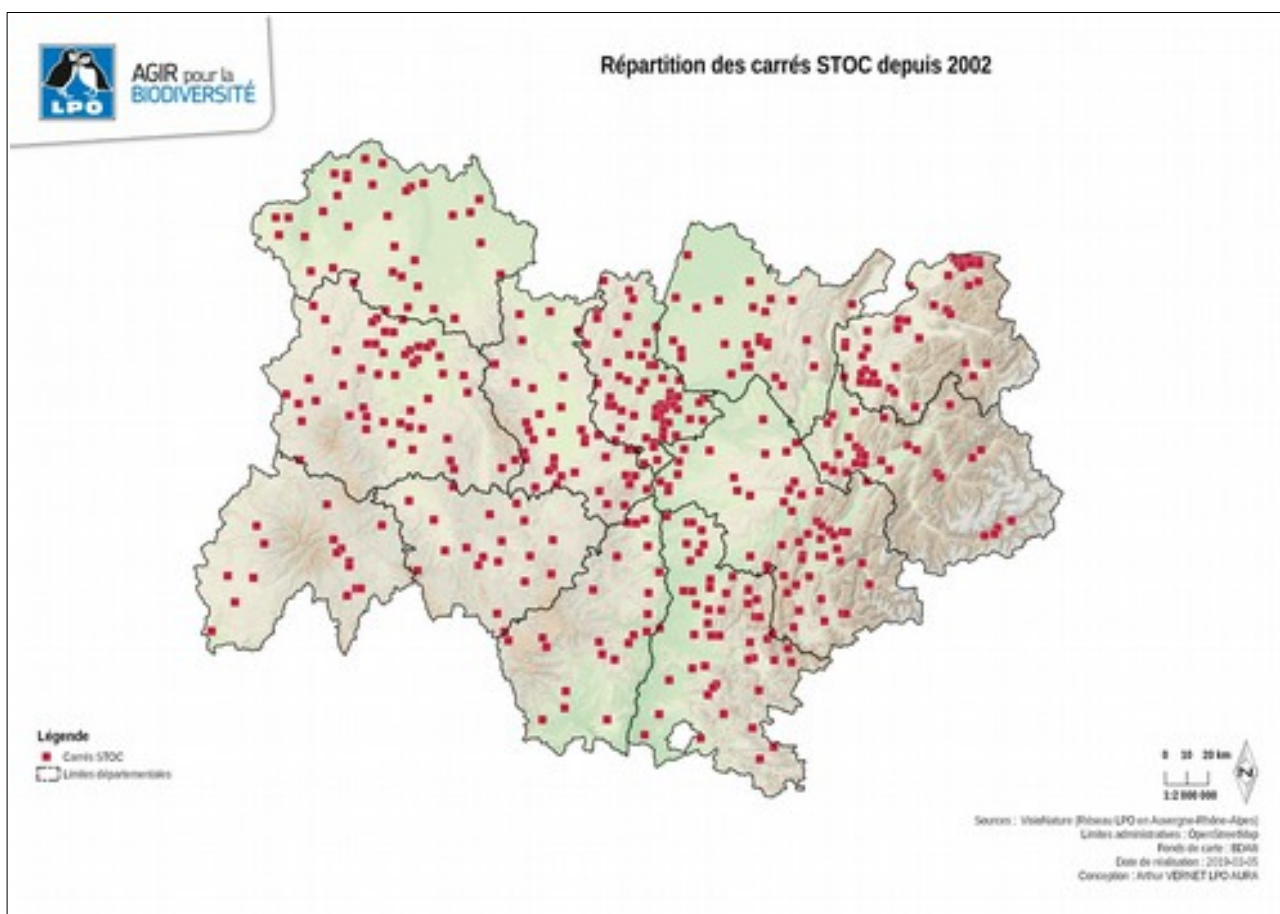 LPO
AGIR pour la
BIODIVERSITÉ
Répartition des carrés STOC depuis 2002
Légende
Carrés STOC
Limites départementales
0 10 20 km
1:2 000 000
N
Sources : VisioNature (Réseau LPO en Auvergne-Rhône-Alpes)
Limites administratives : OpenStreetMap
Fonds de carte : BDAlti
Date de réalisation : 2019-03-05
Conception : Arthur VERNET LPO AURA